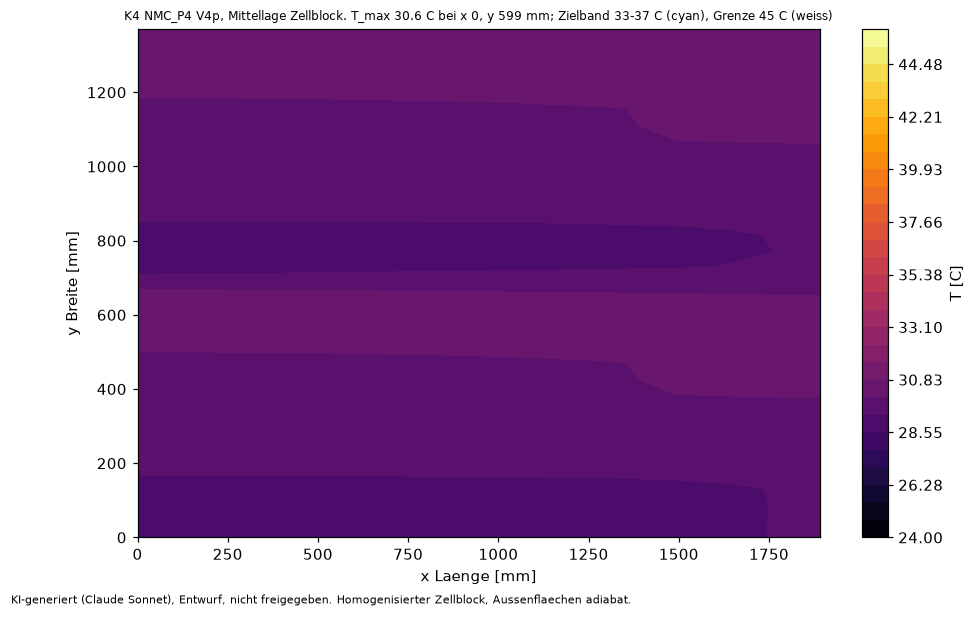 K4 NMC_P4 V4p, Mittellage Zellblock. T_max 30.6 C bei x 0, y 599 mm; Zielband 33-37 C (cyan), Grenze 45 C (weiss)
1200
1000
800
600
400
200
0
y Breite [mm]
0 250 500 750 1000 1250 1500 1750
x Laenge [mm]
44.48
42.21
39.93
37.66
35.38
33.10
30.83
28.55
26.28
24.00
T [C]
KI-generiert (Claude Sonnet), Entwurf, nicht freigegeben. Homogenisierter Zellblock, Aussenflaechen adiabat.